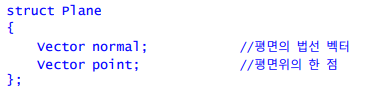 struct Plane
{
    Vector normal;            //평면의 법선 벡터
    Vector point;             //평면위의 한 점
};